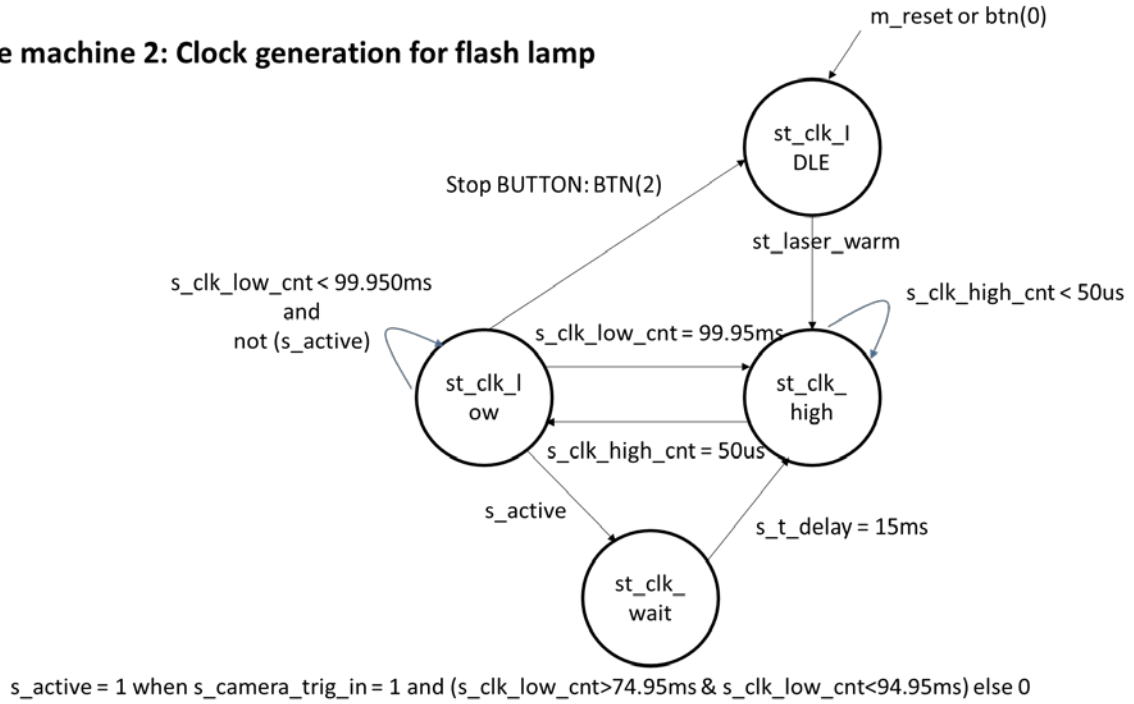 m_reset or btn(0)
e machine 2: Clock generation for flash lamp
st_clk_I
DLE
Stop BUTTON: BTN(2)
st_laser_warm
s_clk_low_cnt < 99.950ms
and
not (s_active)
s_clk_high_cnt < 50us
s_clk_low_cnt = 99.95ms
st_clk_l
ow
st_clk_
high
s_clk_high_cnt = 50us
s_active
s_t_delay = 15ms
st_clk_
wait
s_active = 1 when s_camera_trig_in = 1 and (s_clk_low_cnt>74.95ms & s_clk_low_cnt<94.95ms) else 0